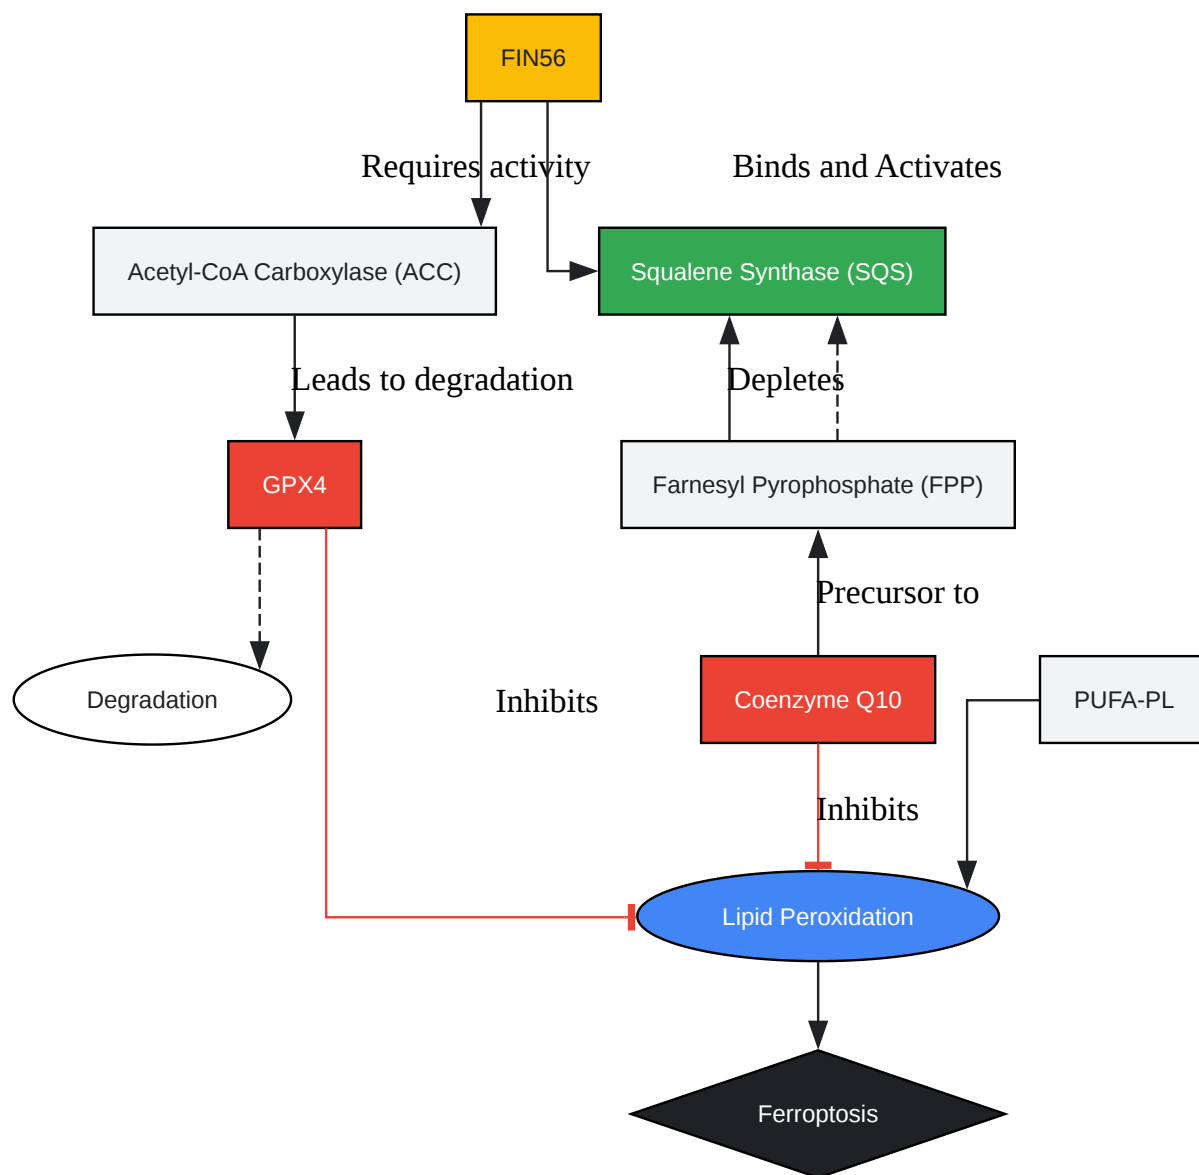 FIN56
Requires activity
Binds and Activates
Acetyl-CoA Carboxylase (ACC)
Squalene Synthase (SQS)
Leads to degradation
Depletes
GPX4
Farnesyl Pyrophosphate (FPP)
Precursor to
Degradation
Inhibits
Coenzyme Q10
PUFA-PL
Inhibits
Lipid Peroxidation
Ferroptosis